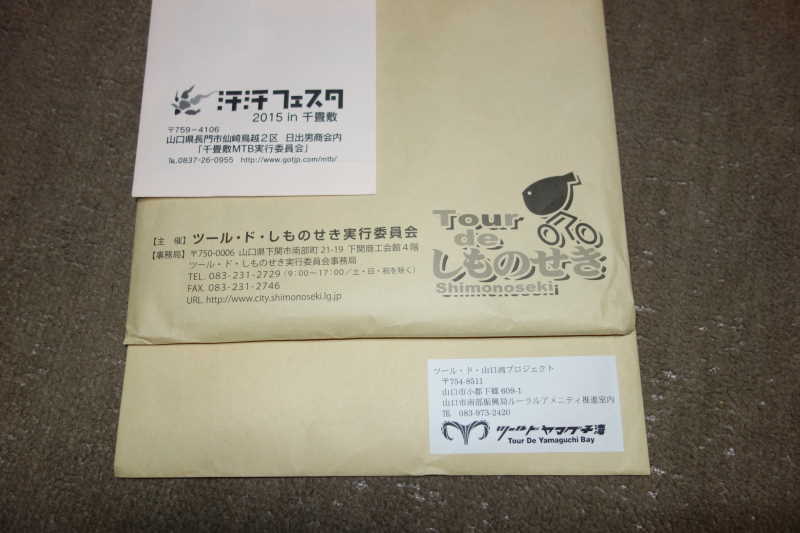 汗汗フェスタ
2015 in 千畳敷
〒759-4106
山口県長門市仙崎鳥越2区 日出男商会内
「千畳敷MTB実行委員会」
℡0837-26-0955 http://www.gotjp.com/mtb/
【主 催】ツール・ド・しものせき実行委員会
【事務局】〒750-0006 山口県下関市南部町21-19 下関商工会館4階
ツール・ド・しものせき実行委員会事務局
TEL. 083-231-2729 (9:00~17:00/土・日・祝を除く)
FAX. 083-231-2746
URL http://www.city.shimonoseki.lg.jp
Tour
de
しものせき
Shimonoseki
ツール・ド・山口湾プロジェクト
〒754-8511
山口市小郡下郷 609-1
山口市南部振興局ルーラルアメニティ推進室内
℡ 083-973-2420
ツールド ヤマグチ湾
Tour De Yamaguchi Bay